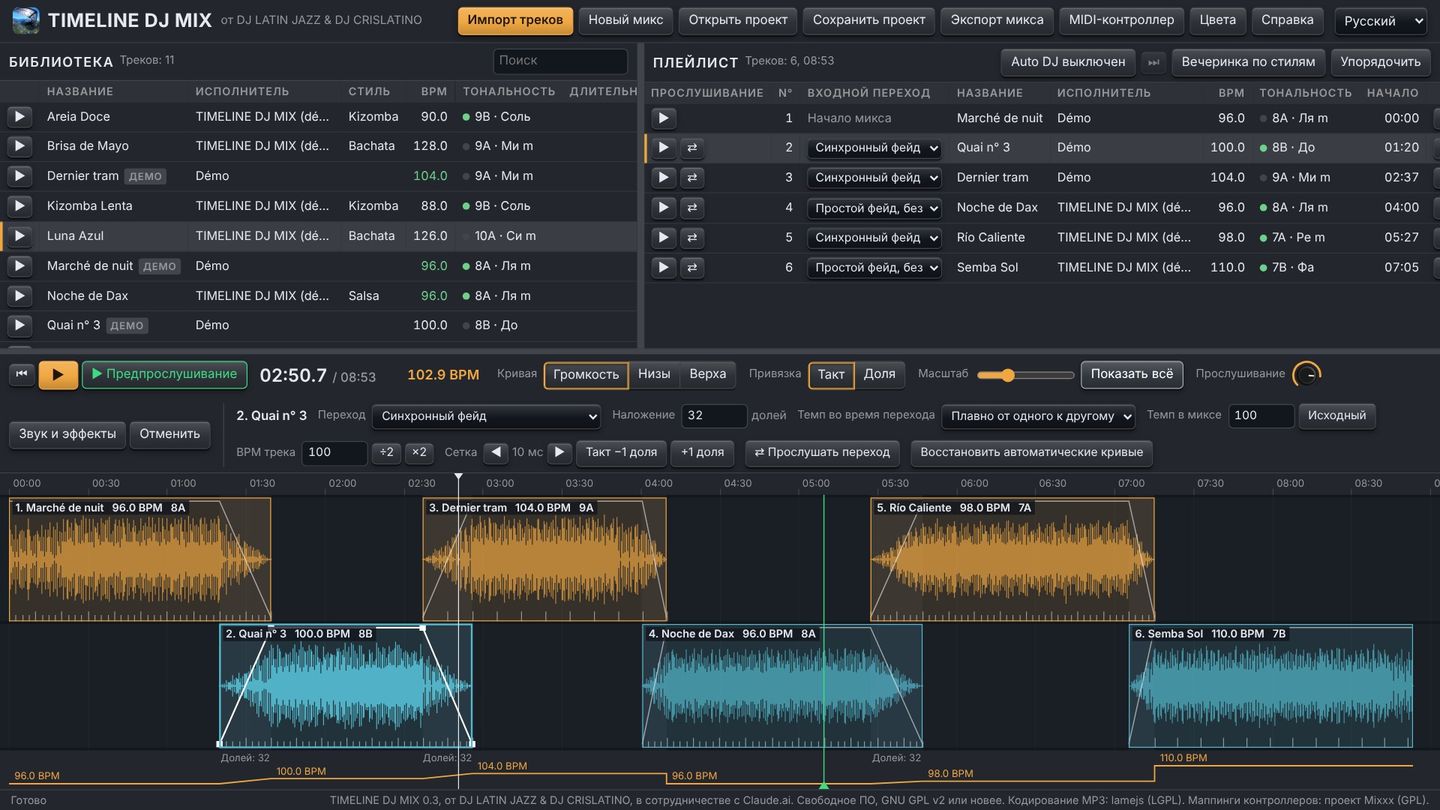 TIMELINE DJ MIX от DJ LATIN JAZZ & DJ CRISLATINO Импорт треков Новый микс Открыть проект Сохранить проект Экспорт микса MIDI-контроллер Цвета Справка Русский
БИБЛИОТЕКА Треков: 11 Поиск
НАЗВАНИЕ ИСПОЛНИТЕЛЬ СТИЛЬ BPM ТОНАЛЬНОСТЬ ДЛИТЕЛЬН
Areia Doce TIMELINE DJ MIX (dé... Kizomba 90.0 9B · Соль
Brisa de Mayo TIMELINE DJ MIX (dé... Bachata 128.0 9A · Ми m
Dernier tram ДЕМО Démo 104.0 9A · Ми m
Kizomba Lenta TIMELINE DJ MIX (dé... Kizomba 88.0 9B · Соль
Luna Azul TIMELINE DJ MIX (dé... Bachata 126.0 10A · Си m
Marché de nuit ДЕМО Démo 96.0 8A · Ля m
Noche de Dax TIMELINE DJ MIX (dé... Salsa 96.0 8A · Ля m
Quai n° 3 ДЕМО Démo 100.0 8B · До
ПЛЕЙЛИСТ Треков: 6, 08:53 Auto DJ выключен Вечеринка по стилям Упорядочить
ПРОСЛУШИВАНИЕ N° ВХОДНОЙ ПЕРЕХОД НАЗВАНИЕ ИСПОЛНИТЕЛЬ BPM ТОНАЛЬНОСТЬ НАЧАЛО
1 Начало микса Marché de nuit Démo 96.0 8A · Ля m 00:00
2 Синхронный фейд Quai n° 3 Démo 100.0 8B · До 01:20
3 Синхронный фейд Dernier tram Démo 104.0 9A · Ми m 02:37
4 Простой фейд, без Noche de Dax TIMELINE DJ MIX (dé... 96.0 8A · Ля m 04:00
5 Синхронный фейд Río Caliente TIMELINE DJ MIX (dé... 98.0 7A · Ре m 05:27
6 Простой фейд, без Semba Sol TIMELINE DJ MIX (dé... 110.0 7B · Фа 07:05
Предпрослушивание 02:50.7 / 08:53 102.9 BPM Кривая Громкость Низы Верха Привязка Такт Доля Масштаб Показать всё Прослушивание
Звук и эффекты Отменить
2. Quai n° 3 Переход Синхронный фейд Наложение 32 долей Темп во время перехода Плавно от одного к другому Темп в миксе 100 Исходный
BPM трека 100 ÷2 ×2 Сетка 10 мс Такт −1 доля +1 доля ⇄ Прослушать переход Восстановить автоматические кривые
00:00 00:30 01:00 01:30 02:00 02:30 03:00 03:30 04:00 04:30 05:00 05:30 06:00 06:30 07:00 07:30 08:00 08:30
1. Marché de nuit 96.0 BPM 8A 3. Dernier tram 104.0 BPM 9A 5. Río Caliente 98.0 BPM 7A
2. Quai n° 3 100.0 BPM 8B 4. Noche de Dax 96.0 BPM 8A 6. Semba Sol 110.0 BPM 7B
Долей: 32 Долей: 32 Долей: 32
96.0 BPM 100.0 BPM 104.0 BPM 96.0 BPM 98.0 BPM 110.0 BPM
Готово TIMELINE DJ MIX 0.3, от DJ LATIN JAZZ & DJ CRISLATINO, в сотрудничестве с Claude.ai. Свободное ПО, GNU GPL v2 или новее. Кодирование MP3: lamejs (LGPL). Маппинги контроллеров: проект Mixxx (GPL).